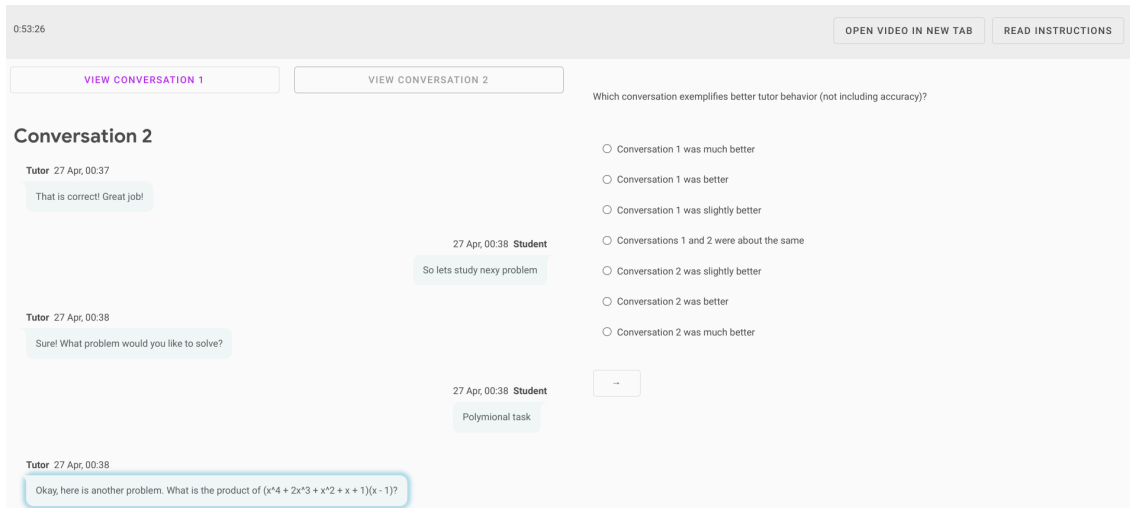 0:53:26
OPEN VIDEO IN NEW TAB
READ INSTRUCTIONS
VIEW CONVERSATION 1
VIEW CONVERSATION 2
Conversation 2
Tutor 27 Apr, 00:37
That is correct! Great job!
27 Apr, 00:38 Student
So lets study nexy problem
Tutor 27 Apr, 00:38
Sure! What problem would you like to solve?
27 Apr, 00:38 Student
Polymional task
Tutor 27 Apr, 00:38
Okay, here is another problem. What is the product of (x^4 + 2x^3 + x^2 + x + 1)(x - 1)?
Which conversation exemplifies better tutor behavior (not including accuracy)?
Conversation 1 was much better
Conversation 1 was better
Conversation 1 was slightly better
Conversations 1 and 2 were about the same
Conversation 2 was slightly better
Conversation 2 was better
Conversation 2 was much better
→